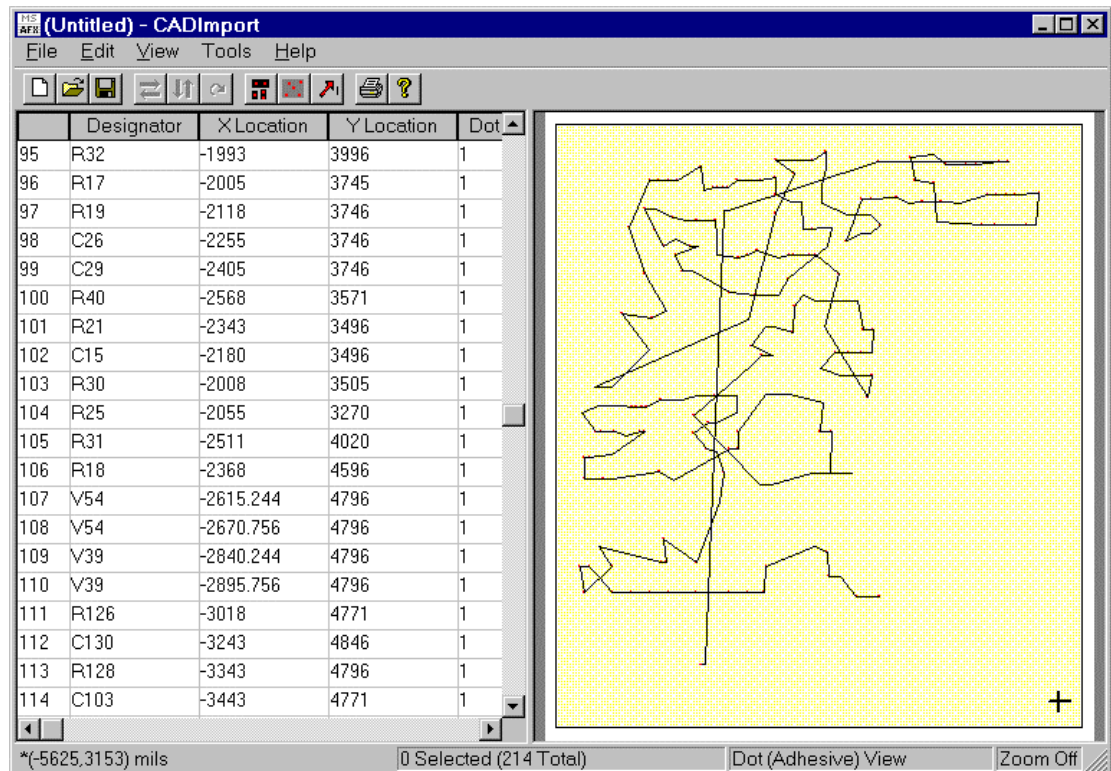 MS AFX (Untitled) - CADImport
File Edit View Tools Help
Designator X Location Y Location Dot
95 R32 -1993 3996 1
96 R17 -2005 3745 1
97 R19 -2118 3746 1
98 C26 -2255 3746 1
99 C29 -2405 3746 1
100 R40 -2568 3571 1
101 R21 -2343 3496 1
102 C15 -2180 3496 1
103 R30 -2008 3505 1
104 R25 -2055 3270 1
105 R31 -2511 4020 1
106 R18 -2368 4596 1
107 V54 -2615.244 4796 1
108 V54 -2670.756 4796 1
109 V39 -2840.244 4796 1
110 V39 -2895.756 4796 1
111 R126 -3018 4771 1
112 C130 -3243 4846 1
113 R128 -3343 4796 1
114 C103 -3443 4771 1
*(-5625,3153) mils 0 Selected (214 Total) Dot (Adhesive) View Zoom Off